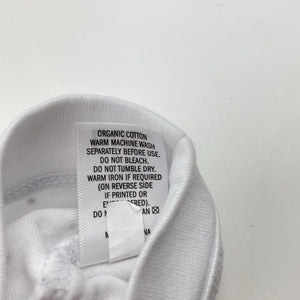 ORGANIC COTTON
WARM MACHINE WASH
SEPARATELY BEFORE USE.
DO NOT BLEACH.
DO NOT TUMBLE DRY.
WARM IRON IF REQUIRED
(ON REVERSE SIDE
IF PRINTED OR
DO